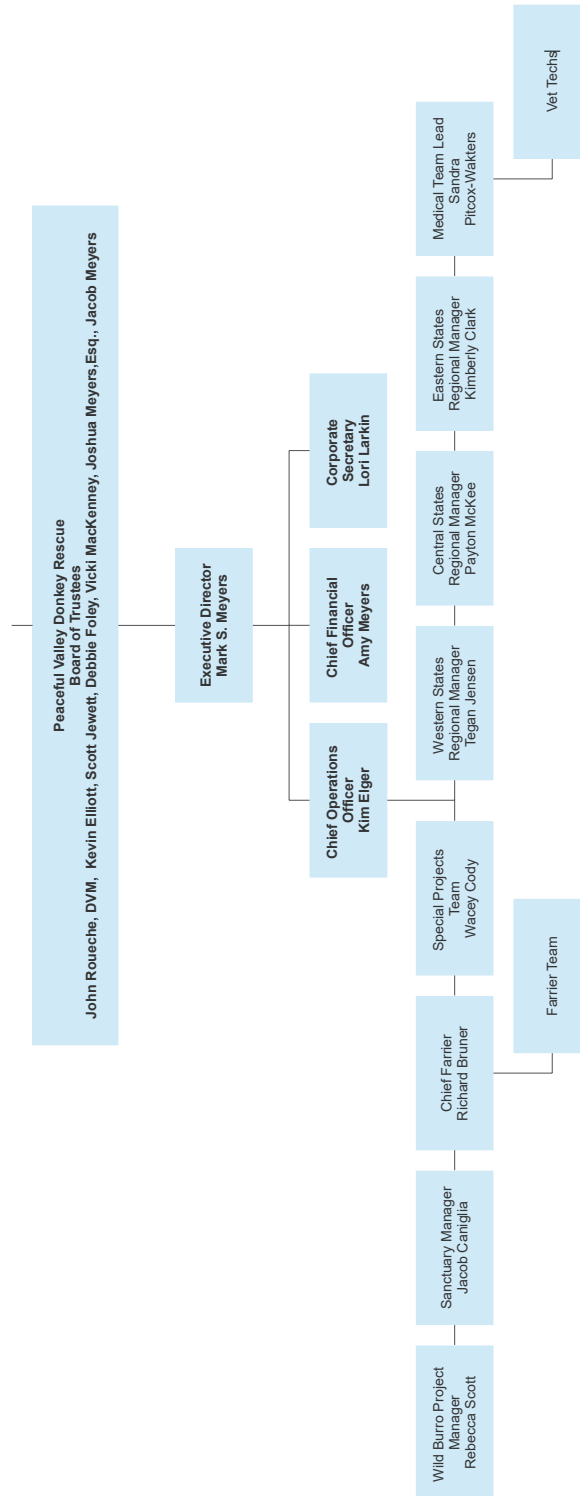 Peaceful Valley Donkey Rescue
Board of Trustees
John Roueche, DVM, Kevin Elliott, Scott Jewett, Debbie Foley, Vicki MacKenney, Joshua Meyers,Esq., Jacob Meyers
Executive Director
Mark S. Meyers
Chief Operations
Officer
Kim Elger
Chief Financial
Officer
Amy Meyers
Corporate
Secretary
Lori Larkin
Wild Burro Project
Manager
Rebecca Scott
Sanctuary Manager
Jacob Caniglia
Chief Farrier
Richard Bruner
Special Projects
Team
Wacey Cody
Western States
Regional Manager
Tegan Jensen
Central States
Regional Manager
Payton McKee
Eastern States
Regional Manager
Kimberly Clark
Medical Team Lead
Sandra
Pitcox-Wakters
Farrier Team
Vet Techs